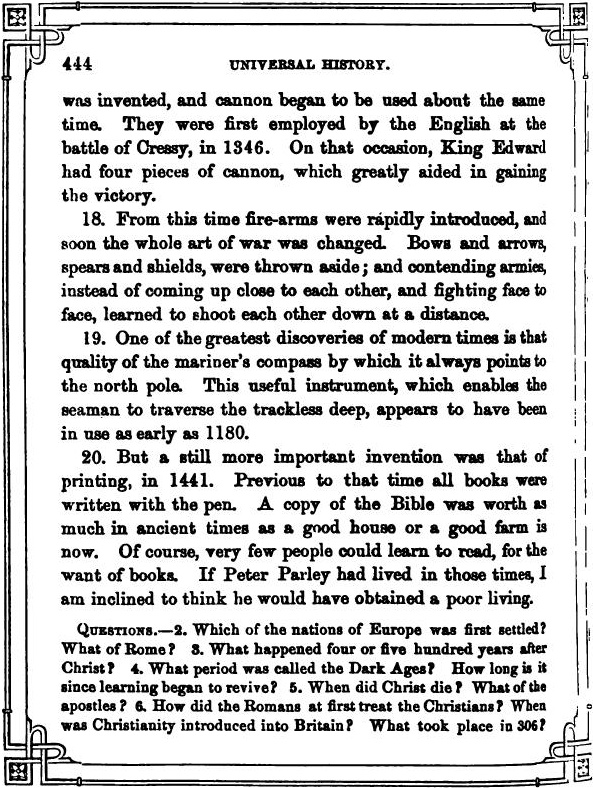 444 UNIVERSAL HISTORY.
was invented, and cannon began to be used about the same
time. They were first employed by the English at the
battle of Cressy, in 1346. On that occasion, King Edward
had four pieces of cannon, which greatly aided in gaining
the victory.
18. From this time fire-arms were rapidly introduced, and
soon the whole art of war was changed. Bows and arrows,
spears and shields, were thrown aside; and contending armies,
instead of coming up close to each other, and fighting face to
face, learned to shoot each other down at a distance.
19. One of the greatest discoveries of modern times is that
quality of the mariner's compass by which it always points to
the north pole. This useful instrument, which enables the
seaman to traverse the trackless deep, appears to have been
in use as early as 1180.
20. But a still more important invention was that of
printing, in 1441. Previous to that time all books were
written with the pen. A copy of the Bible was worth as
much in ancient times as a good house or a good farm is
now. Of course, very few people could learn to read, for the
want of books. If Peter Parley had lived in those times, I
am inclined to think he would have obtained a poor living.
QUESTIONS.—2. Which of the nations of Europe was first settled?
What of Rome? 3. What happened four or five hundred years after
Christ? 4. What period was called the Dark Ages? How long is it
since learning began to revive? 5. When did Christ die? What of the
apostles? 6. How did the Romans at first treat the Christians? When
was Christianity introduced into Britain? What took place in 306?